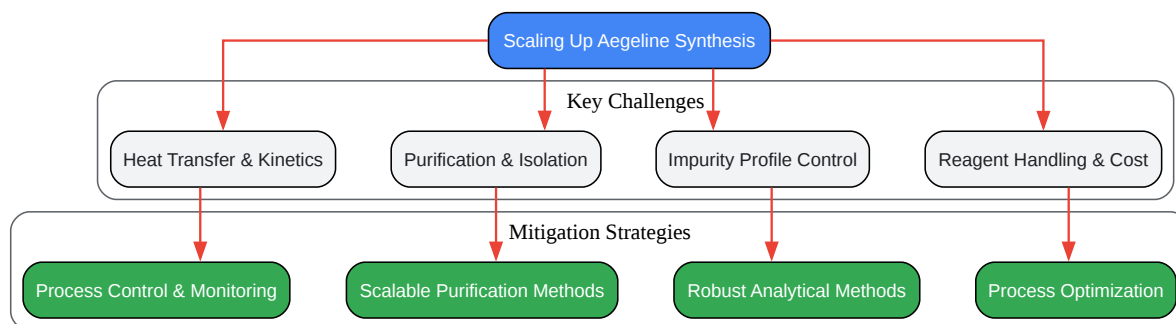 Scaling Up Aegeline Synthesis
Key Challenges
Heat Transfer & Kinetics
Purification & Isolation
Impurity Profile Control
Reagent Handling & Cost
Mitigation Strategies
Process Control & Monitoring
Scalable Purification Methods
Robust Analytical Methods
Process Optimization